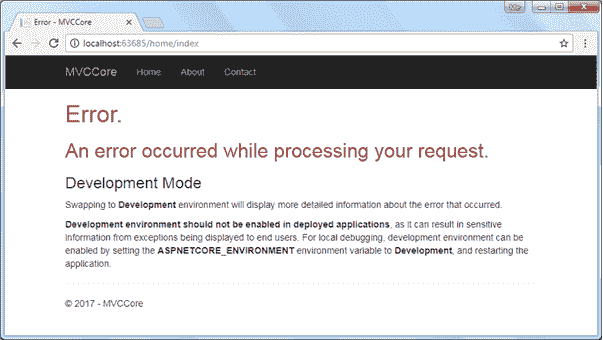 Error - MVCCore
localhost:63685/home/index
MVCCore Home About Contact
Error.
An error occurred while processing your request.
Development Mode
Swapping to Development environment will display more detailed information about the error that occurred.
Development environment should not be enabled in deployed applications, as it can result in sensitive
information from exceptions being displayed to end users. For local debugging, development environment can be
enabled by setting the ASPNETCORE_ENVIRONMENT environment variable to Development, and restarting the
application.
© 2017 - MVCCore